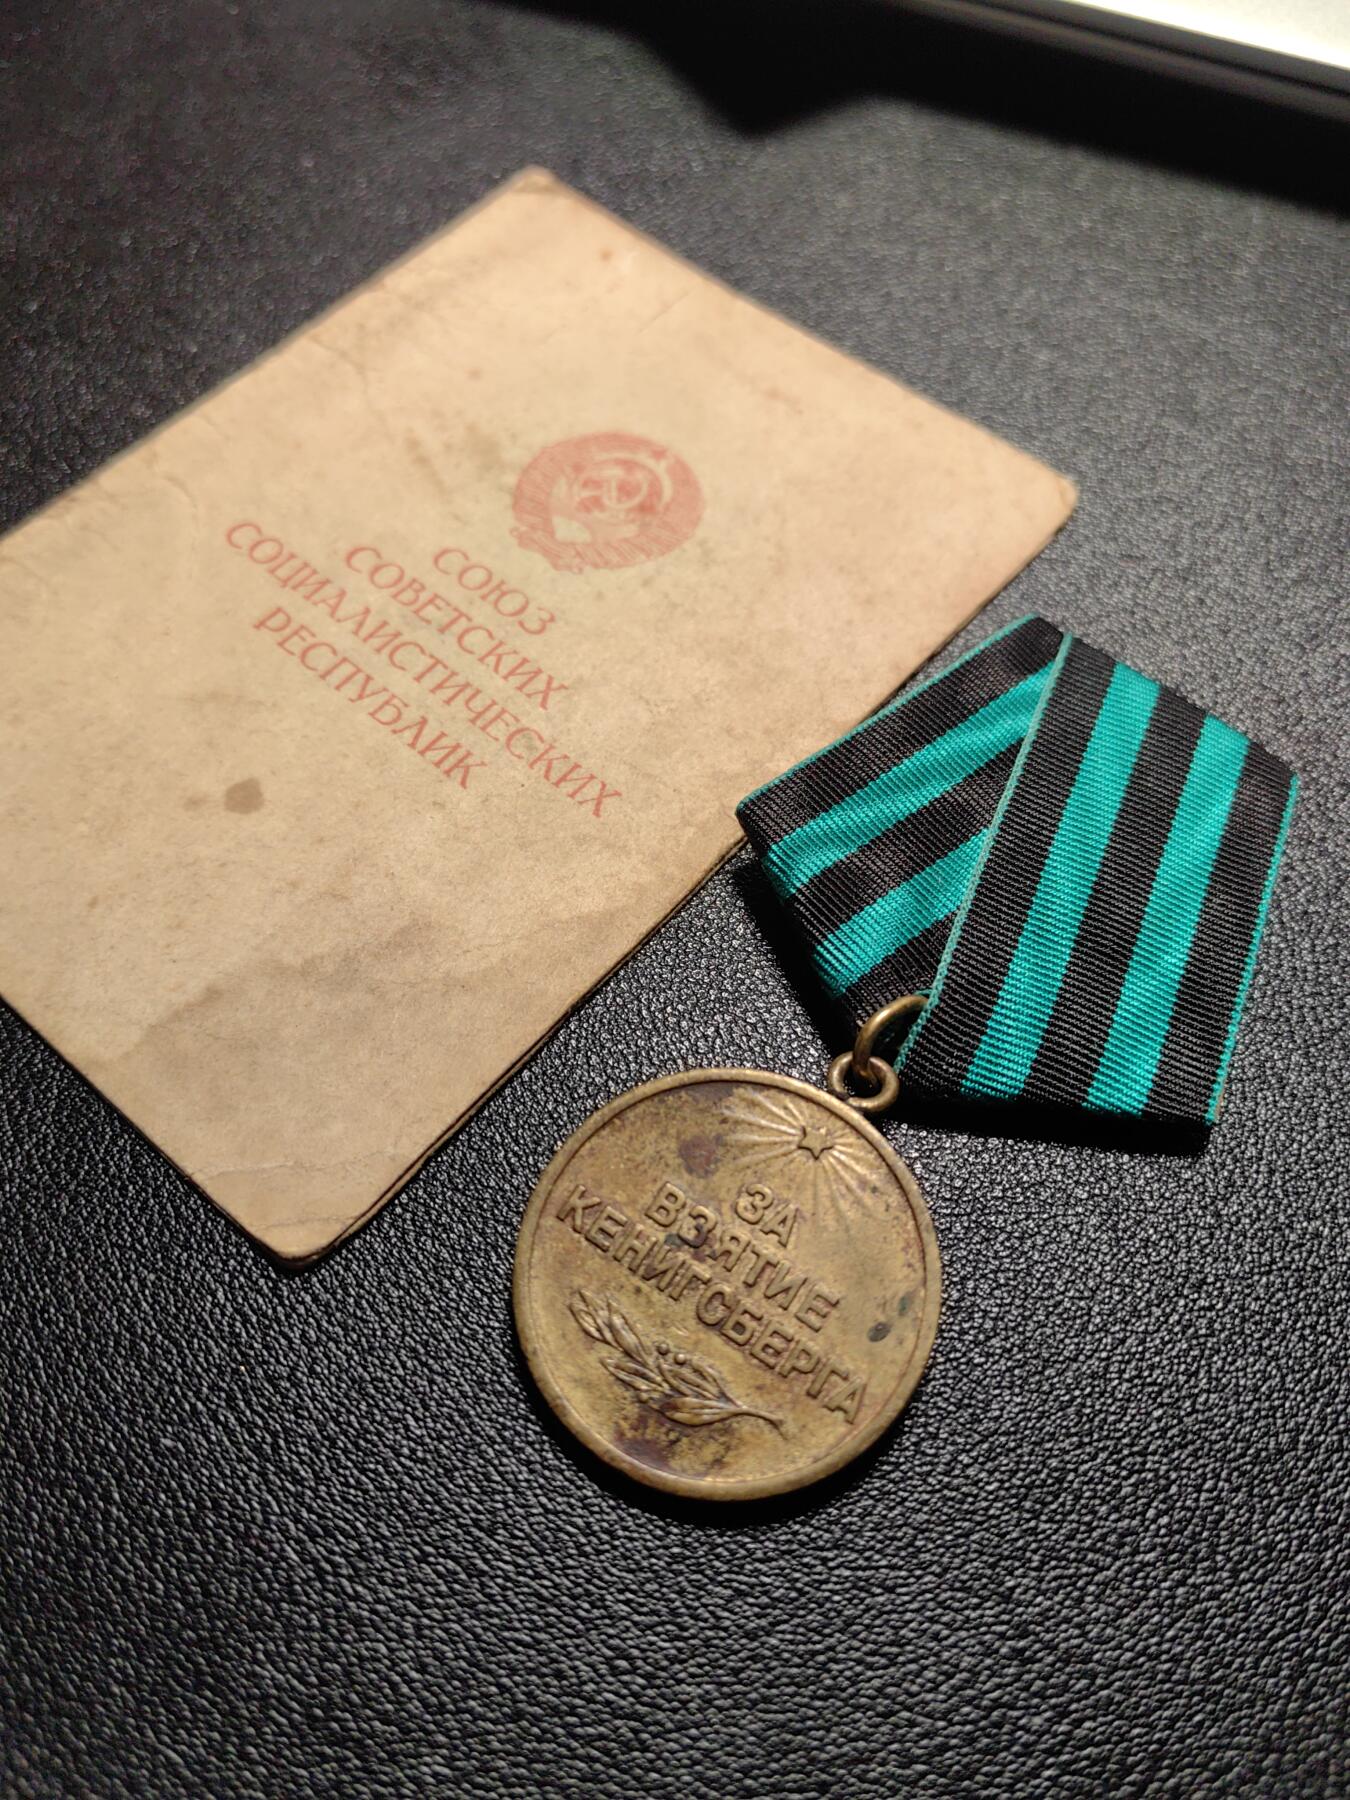 СОЮЗ
СОВЕТСКИХ
СОЦИАЛИСТИЧЕСКИХ
РЕСПУБЛИК
ЗА
ВЗЯТИЕ
КЕНИГСБЕРГА